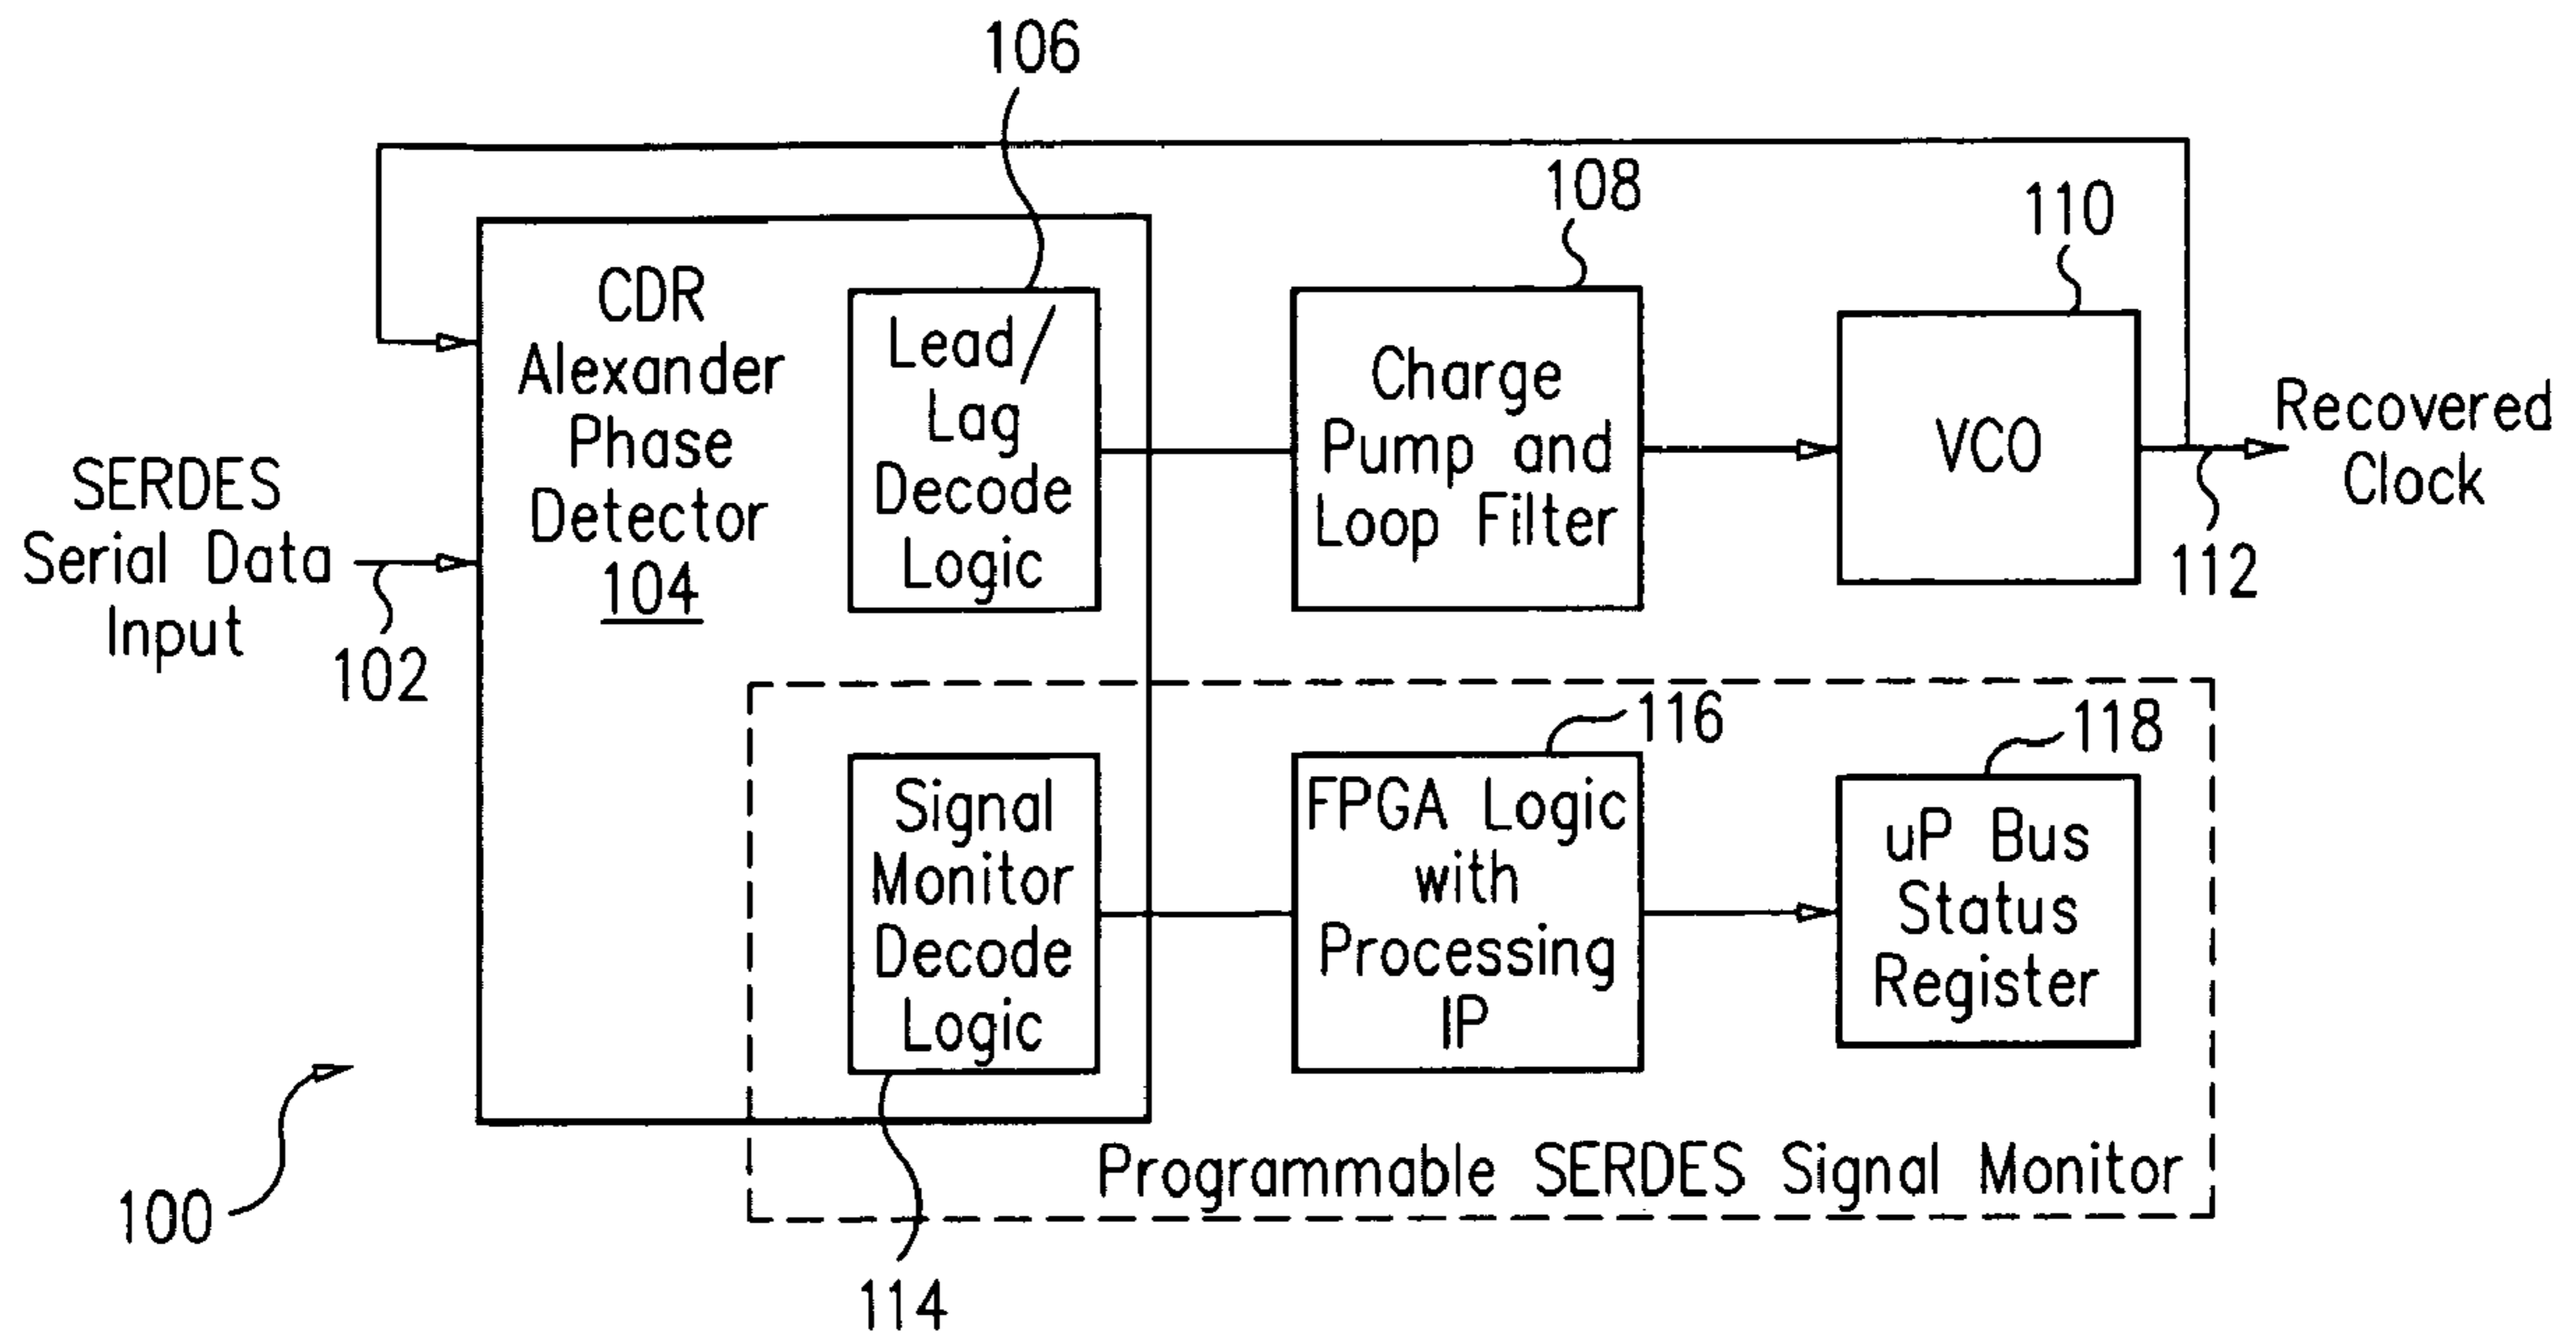 106
108
110
CDR
Alexander
Phase
Detector
104
Lead/
Lag
Decode
Logic
Charge
Pump and
Loop Filter
VCO
Recovered
Clock
112
SERDES
Serial Data
Input
102
116
118
Signal
Monitor
Decode
Logic
FPGA Logic
with
Processing
IP
uP Bus
Status
Register
Programmable SERDES Signal Monitor
100
114